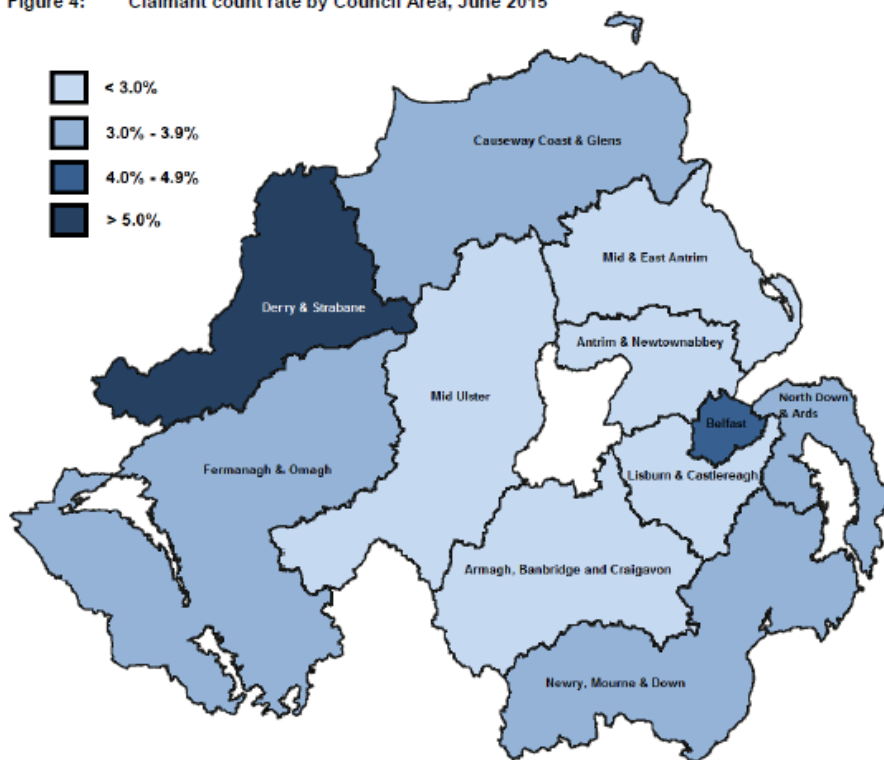 Figure 4: Claimant count rate by Council Area, June 2015
< 3.0%
3.0% - 3.9%
4.0% - 4.9%
> 5.0%
Causeway Coast & Glens
Mid & East Antrim
Derry & Strabane
Antrim & Newtownabbey
Mid Ulster
North Down
& Ards
Belfast
Fermanagh & Omagh
Lisburn & Castlereagh
Armagh, Banbridge and Craigavon
Newry, Mourne & Down